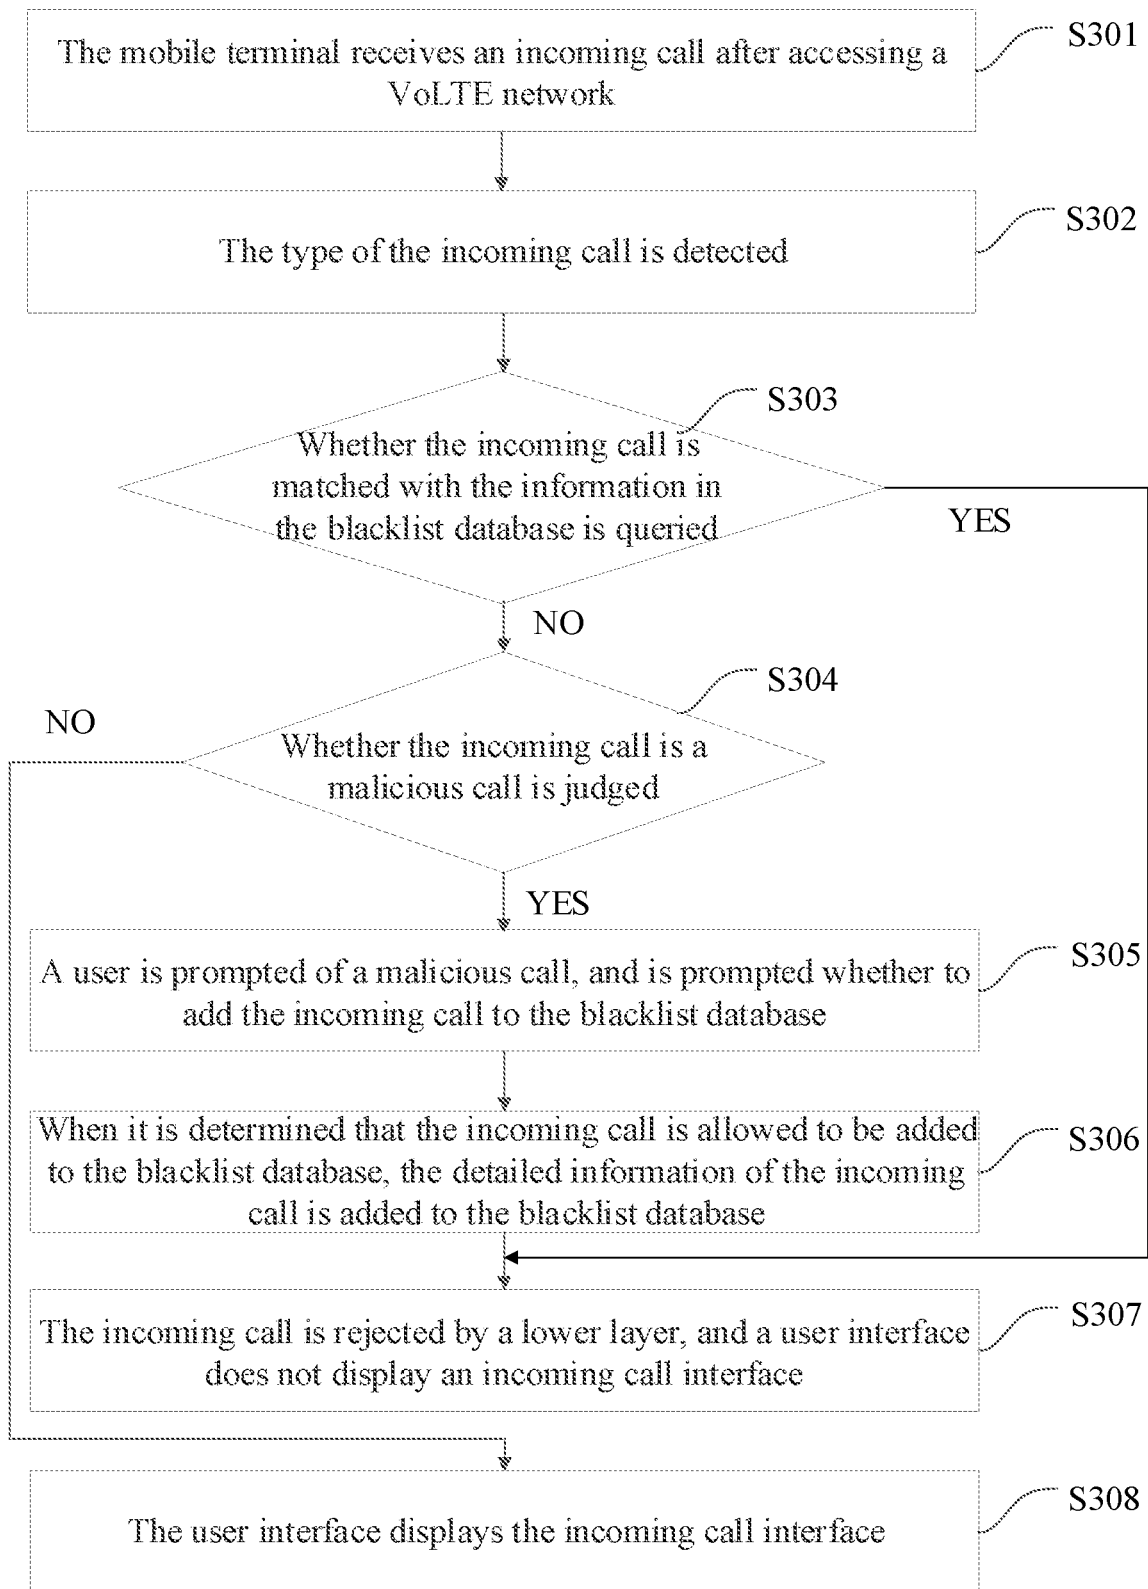 S301
The mobile terminal receives an incoming call after accessing a
VoLTE network
S302
The type of the incoming call is detected
S303
Whether the incoming call is
matched with the information in
the blacklist database is queried
YES
NO
S304
NO
Whether the incoming call is a
malicious call is judged
YES
S305
A user is prompted of a malicious call, and is prompted whether to
add the incoming call to the blacklist database
When it is determined that the incoming call is allowed to be added
S306
to the blacklist database, the detailed information of the incoming
call is added to the blacklist database
S307
The incoming call is rejected by a lower layer, and a user interface
does not display an incoming call interface
S308
The user interface displays the incoming call interface